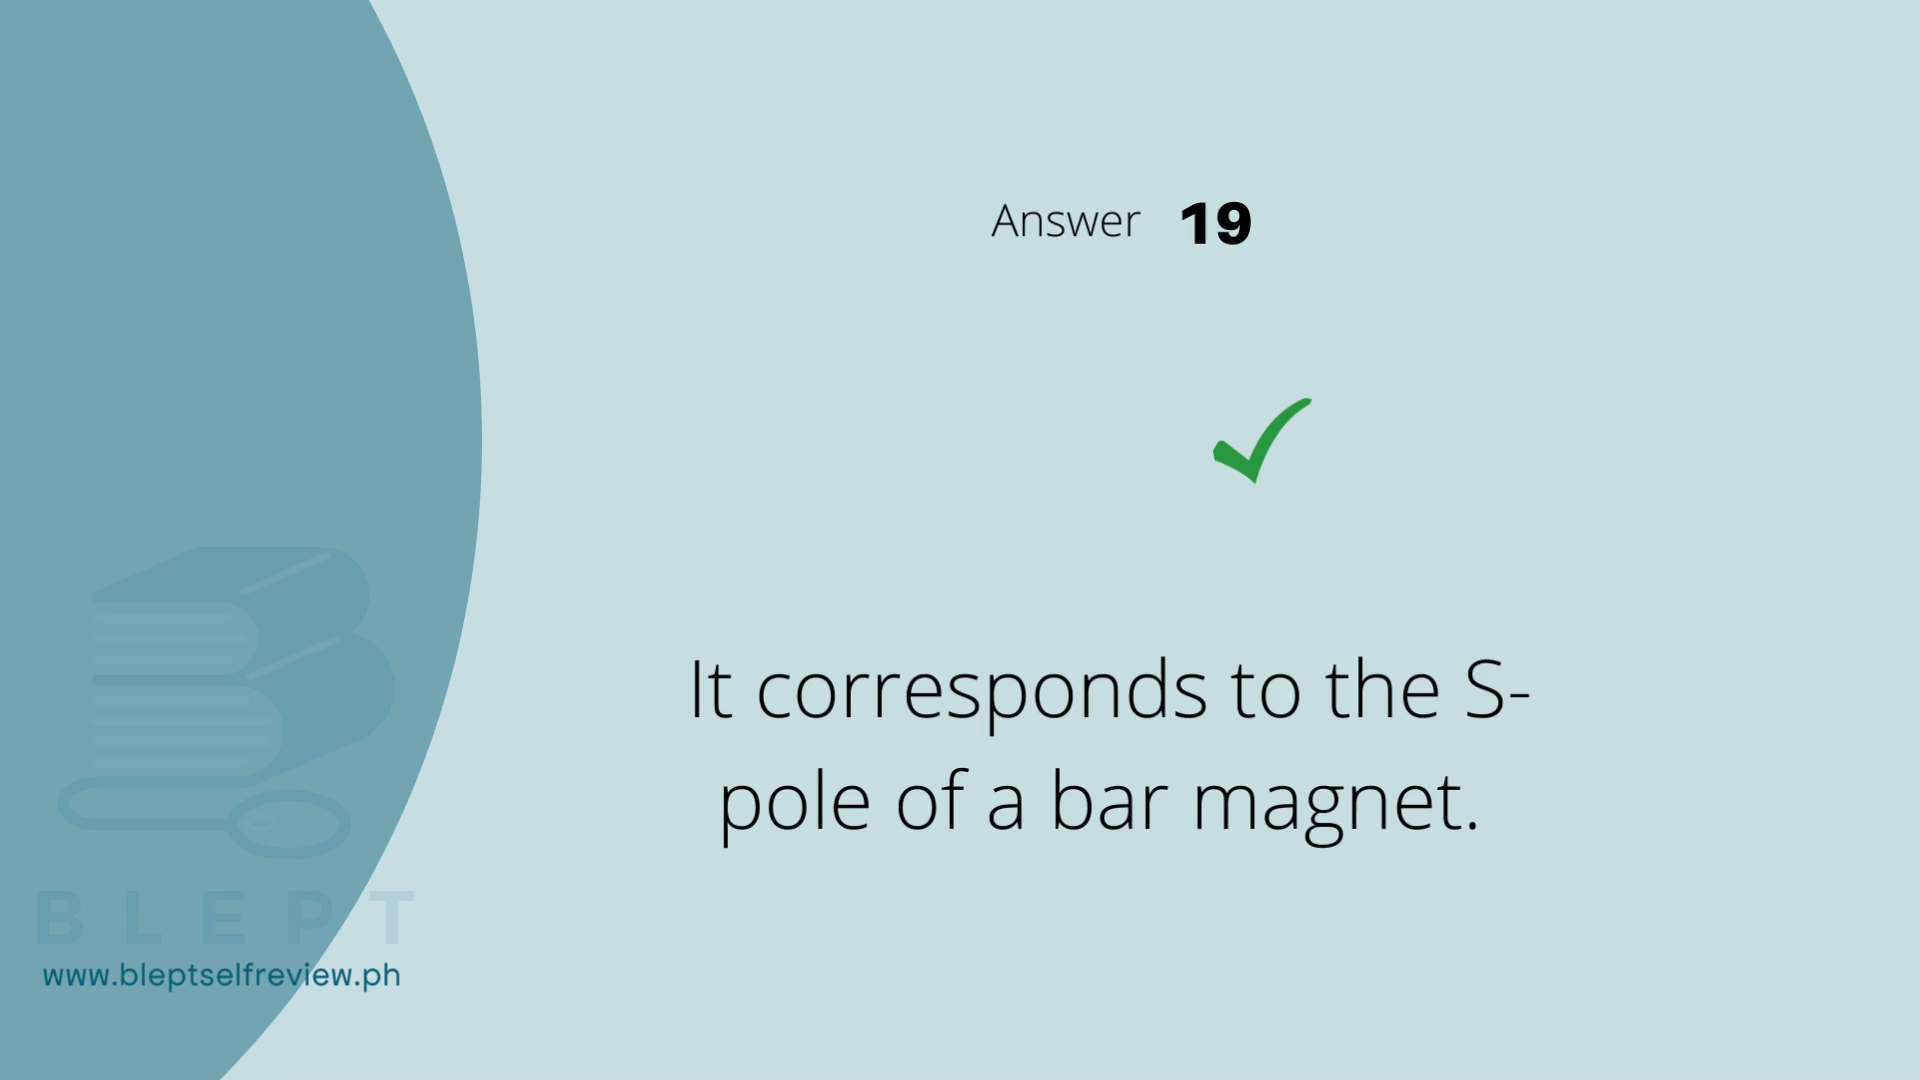 Answer 19
It corresponds to the S-
pole of a bar magnet.
BLEPT
www.bleptselfreview.ph